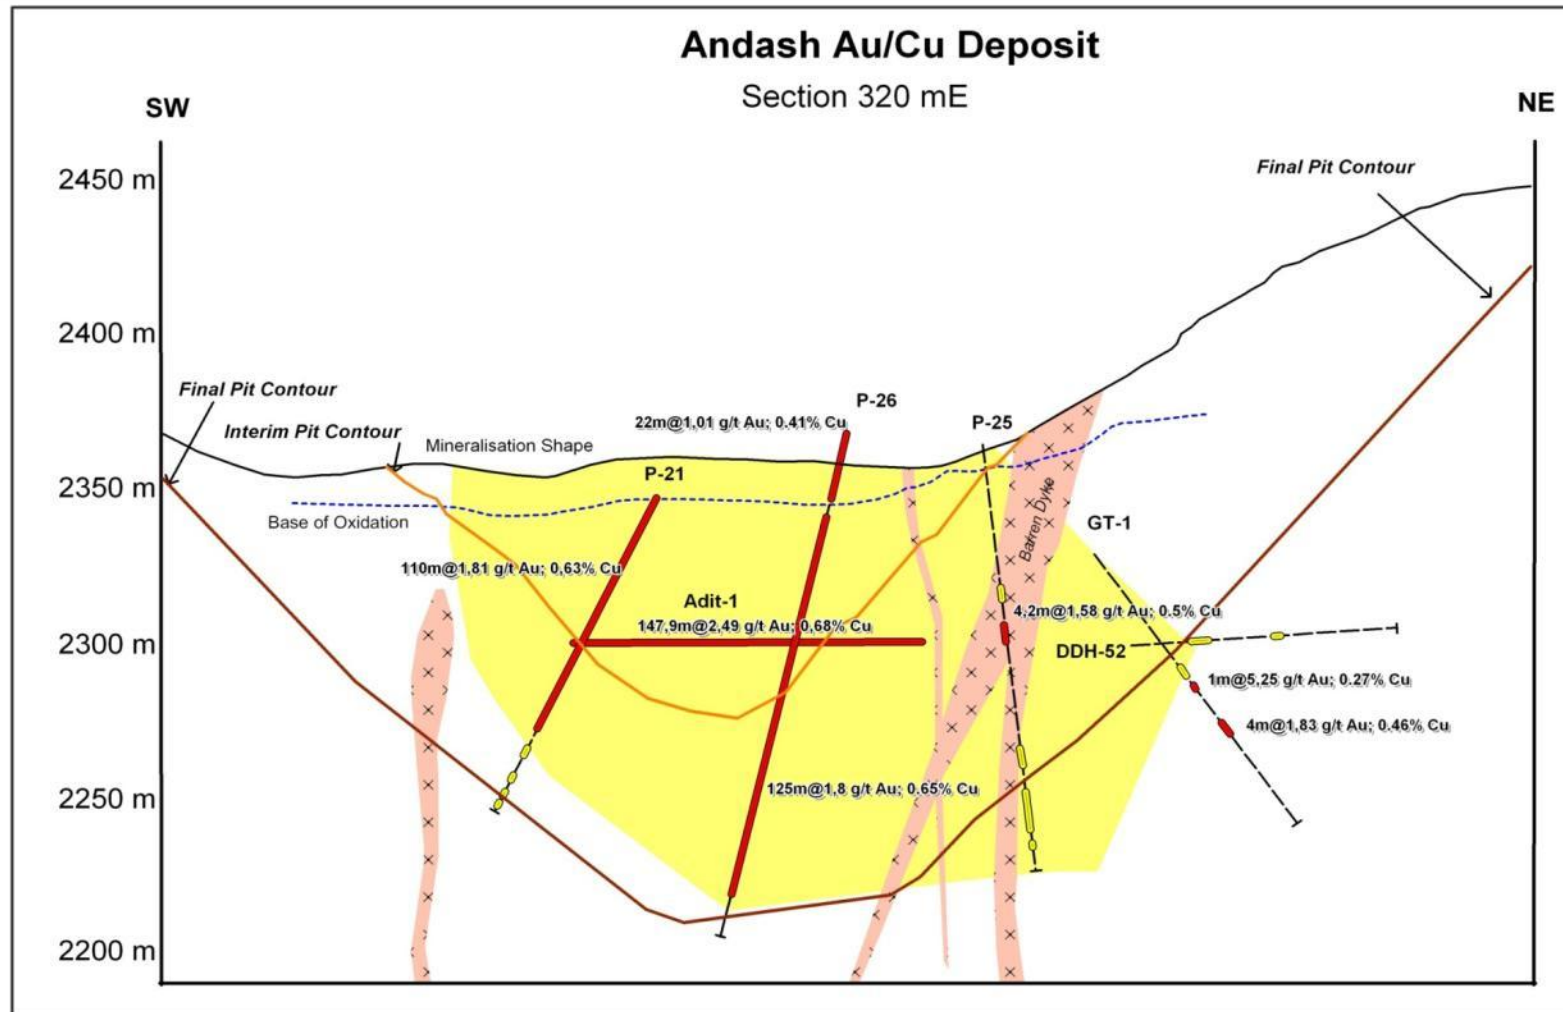 Andash Au/Cu Deposit
Section 320 mE
SW
NE
2450 m
Final Pit Contour
2400 m
Final Pit Contour
P-26
22m@1,01 g/t Au; 0.41% Cu
P-25
Interim Pit Contour
Mineralisation Shape
P-21
2350 m
Base of Oxidation
Barren Dyke
GT-1
110m@1,81 g/t Au; 0,63% Cu
Adit-1
4,2m@1,58 g/t Au; 0.5% Cu
147,9m@2,49 g/t Au; 0,68% Cu
2300 m
DDH-52
1m@5,25 g/t Au; 0.27% Cu
4m@1,83 g/t Au; 0.46% Cu
125m@1,8 g/t Au; 0.65% Cu
2250 m
2200 m